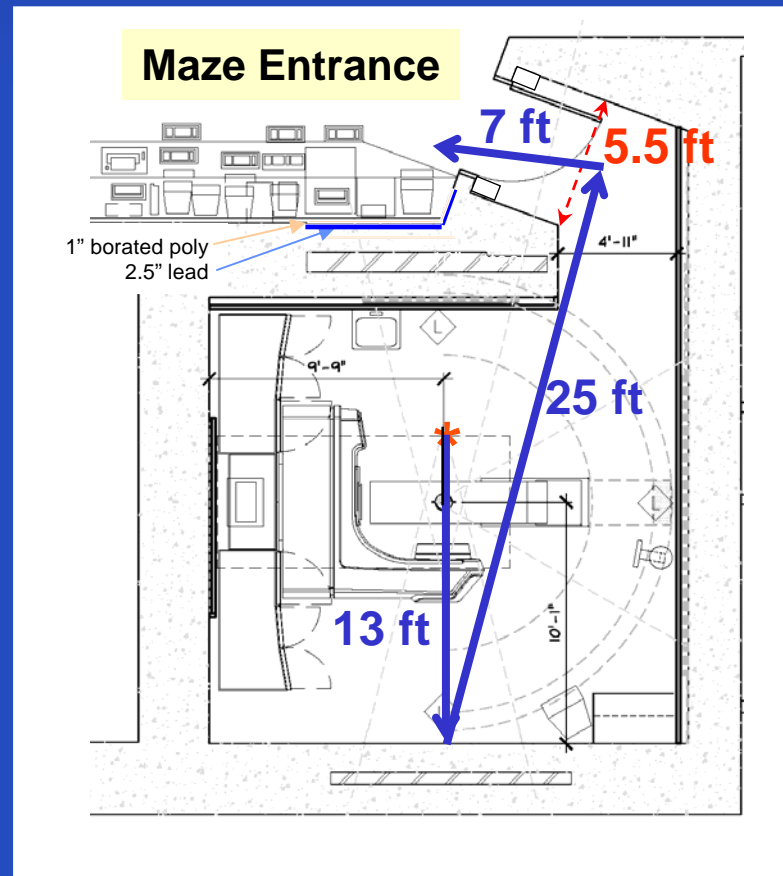 Maze Entrance
7 ft
5.5 ft
1” borated poly
2.5” lead
4'-11"
L
9'-9"
25 ft
*
L
13 ft
10'-1"
L